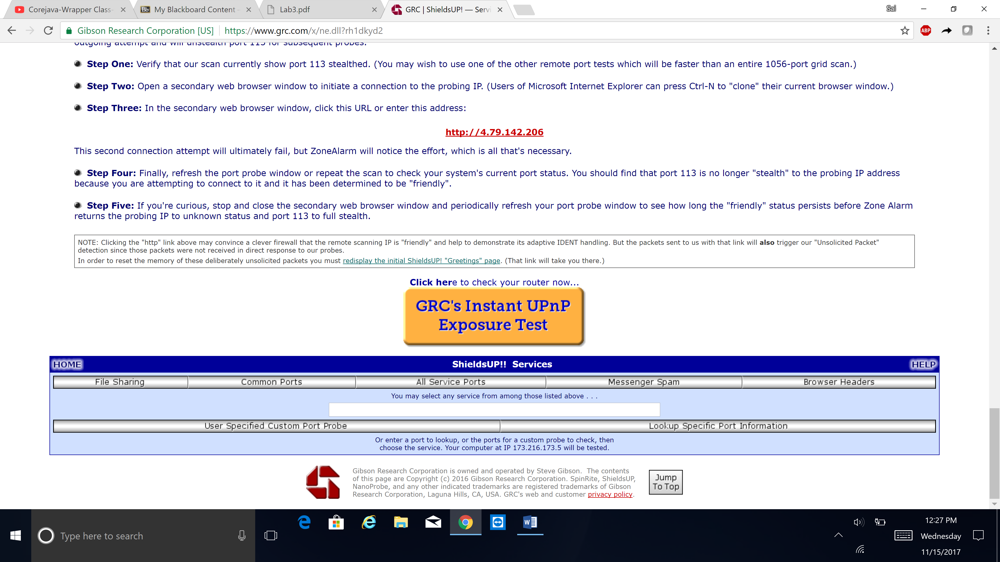 Corejava-Wrapper Class-
My Blackboard Content -
Lab3.pdf
GRC | ShieldsUP! — Servi
Sai
Gibson Research Corporation [US]
https://www.grc.com/x/ne.dll?rh1dkyd2
ABP
outgoing attempt and will unstealth port 113 for subsequent probes.
Step One: Verify that our scan currently show port 113 stealthed. (You may wish to use one of the other remote port tests which will be faster than an entire 1056-port grid scan.)
Step Two: Open a secondary web browser window to initiate a connection to the probing IP. (Users of Microsoft Internet Explorer can press Ctrl-N to "clone" their current browser window.)
Step Three: In the secondary web browser window, click this URL or enter this address:
http://4.79.142.206
This second connection attempt will ultimately fail, but ZoneAlarm will notice the effort, which is all that's necessary.
Step Four: Finally, refresh the port probe window or repeat the scan to check your system's current port status. You should find that port 113 is no longer "stealth" to the probing IP address
because you are attempting to connect to it and it has been determined to be "friendly".
Step Five: If you're curious, stop and close the secondary web browser window and periodically refresh your port probe window to see how long the "friendly" status persists before Zone Alarm
returns the probing IP to unknown status and port 113 to full stealth.
NOTE: Clicking the "http" link above may convince a clever firewall that the remote scanning IP is "friendly" and help to demonstrate its adaptive IDENT handling. But the packets sent to us with that link will also trigger our "Unsolicited Packet"
detection since those packets were not received in direct response to our probes.
In order to reset the memory of these deliberately unsolicited packets you must redisplay the initial ShieldsUP! "Greetings" page. (That link will take you there.)
Click here to check your router now...
GRC's Instant UPnP
Exposure Test
HOME
ShieldsUP!! Services
HELP
File Sharing
Common Ports
All Service Ports
Messenger Spam
Browser Headers
You may select any service from among those listed above . . .
User Specified Custom Port Probe
Lookup Specific Port Information
Or enter a port to lookup, or the ports for a custom probe to check, then
choose the service. Your computer at IP 173.216.173.5 will be tested.
Gibson Research Corporation is owned and operated by Steve Gibson. The contents
of this page are Copyright (c) 2016 Gibson Research Corporation. SpinRite, ShieldsUP,
NanoProbe, and any other indicated trademarks are registered trademarks of Gibson
Research Corporation, Laguna Hills, CA, USA. GRC's web and customer privacy policy.
Jump
To Top
Type here to search
12:27 PM
Wednesday
11/15/2017